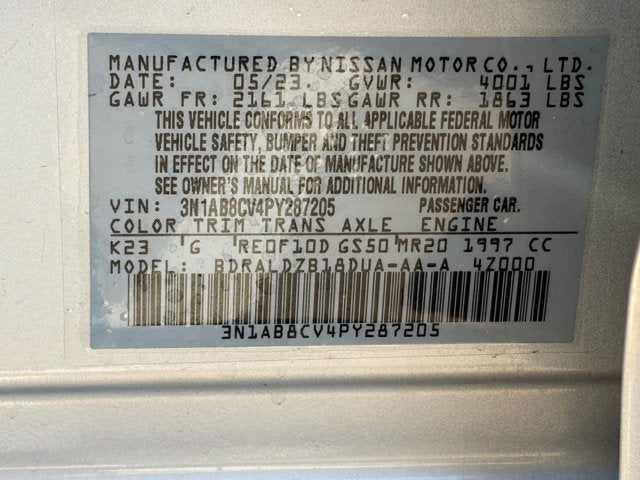 MANUFACTURED BY NISSAN MOTOR CO., LTD.
DATE: 05/23. GVWR: 4001 LBS
GAWR FR: 2161 LBS GAWR RR: 1863 LBS
THIS VEHICLE CONFORMS TO ALL APPLICABLE FEDERAL MOTOR
VEHICLE SAFETY, BUMPER AND THEFT PREVENTION STANDARDS
IN EFFECT ON THE DATE OF MANUFACTURE SHOWN ABOVE.
SEE OWNER'S MANUAL FOR ADDITIONAL INFORMATION.
VIN: 3N1AB8CV4PY287205 PASSENGER CAR.
COLOR TRIM TRANS AXLE ENGINE
K23 G RE0F10D GS50 MR20 1997 CC
MODEL: BDRALDZB18DUA-AA-A 4Z000
3N1AB8CV4PY287205